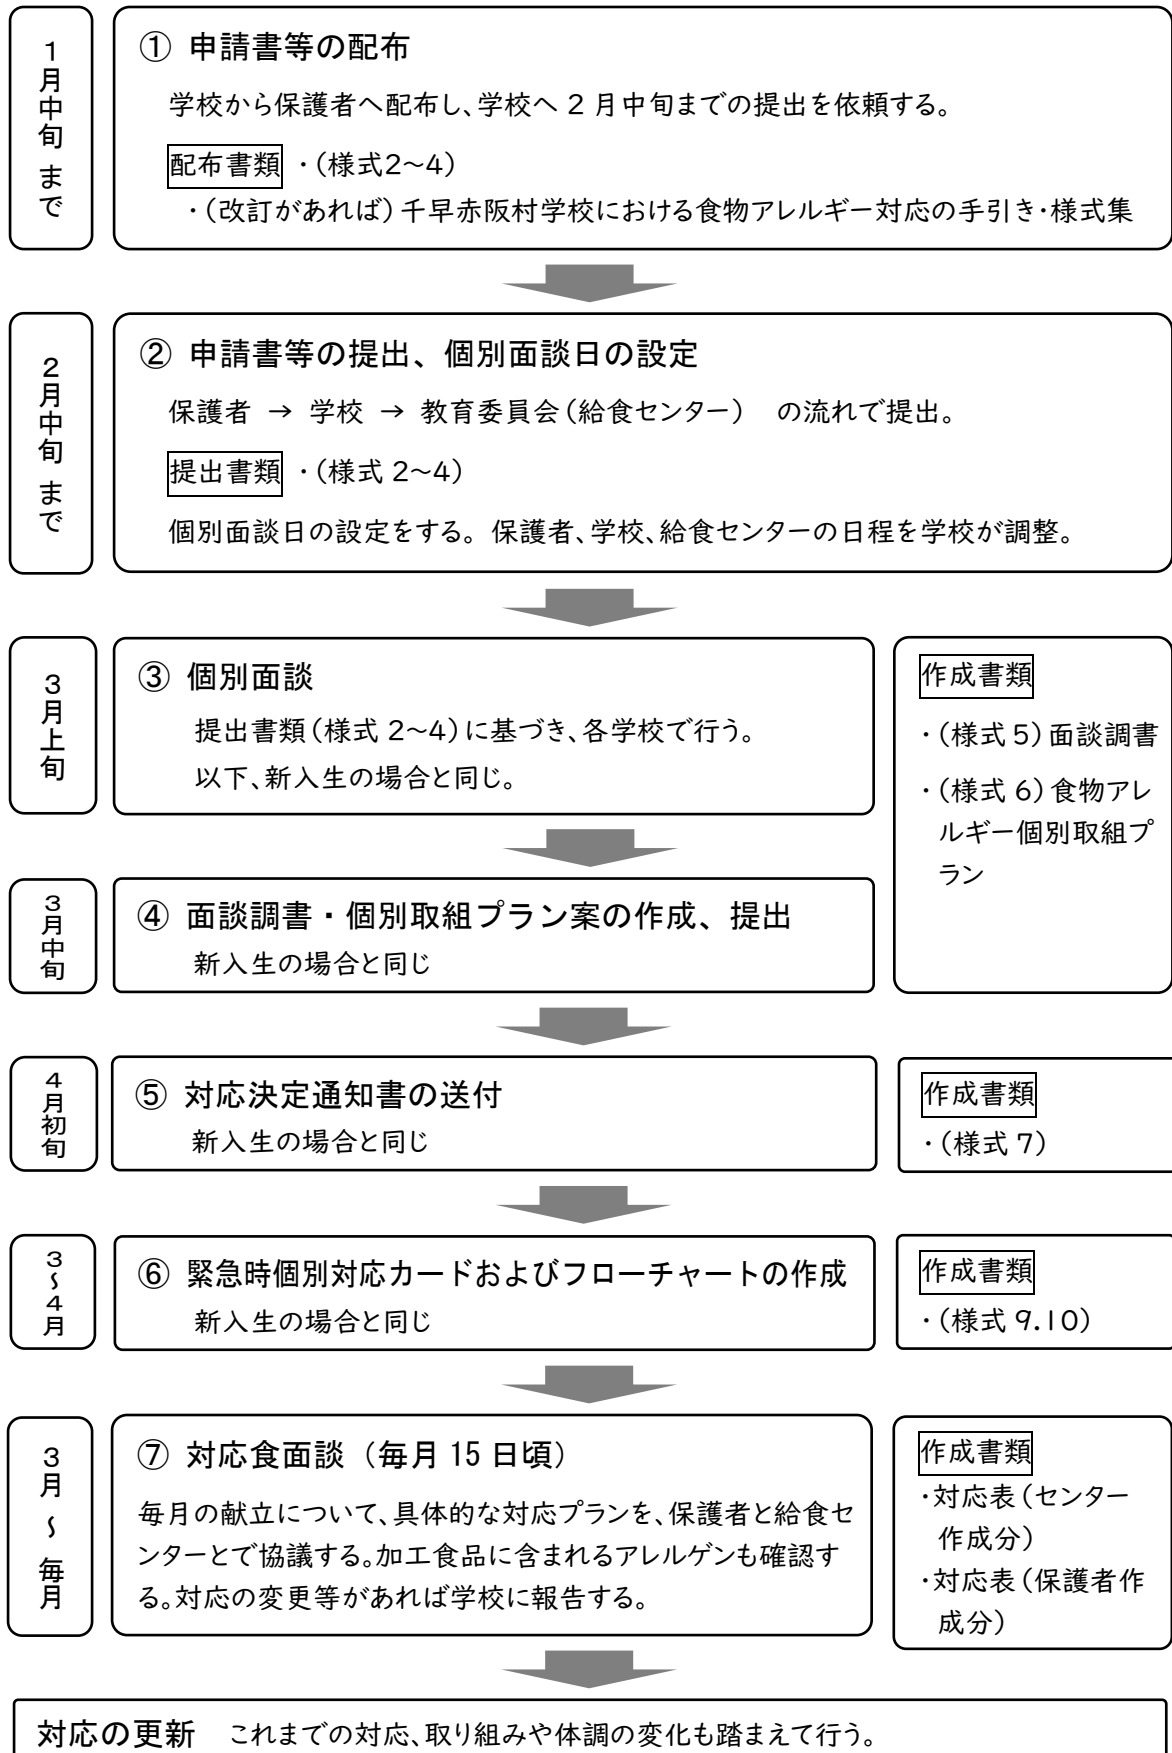 1月中旬 まで
① 申請書等の配布
学校から保護者へ配布し、学校へ 2 月中旬までの提出を依頼する。
配布書類 ・（様式2～4）
・（改訂があれば）千早赤阪村学校における食物アレルギー対応の手引き・様式集
2月中旬 まで
② 申請書等の提出、個別面談日の設定
保護者 → 学校 → 教育委員会（給食センター） の流れで提出。
提出書類 ・（様式 2～4）
個別面談日の設定をする。保護者、学校、給食センターの日程を学校が調整。
3月上旬
③ 個別面談
提出書類（様式 2～4）に基づき、各学校で行う。
以下、新入生の場合と同じ。
作成書類
・（様式 5）面談調書
・（様式 6）食物アレ
ルギー個別取組プ
ラン
3月中旬
④ 面談調書・個別取組プラン案の作成、提出
新入生の場合と同じ
4月初旬
⑤ 対応決定通知書の送付
新入生の場合と同じ
作成書類
・（様式 7）
3～4月
⑥ 緊急時個別対応カードおよびフローチャートの作成
新入生の場合と同じ
作成書類
・（様式 9.10）
3月 ～ 毎月
⑦ 対応食面談（毎月 15 日頃）
毎月の献立について、具体的な対応プランを、保護者と給食セ
ンターとで協議する。加工食品に含まれるアレルゲンも確認す
る。対応の変更等があれば学校に報告する。
作成書類
・対応表（センター
作成分）
・対応表（保護者作
成分）
対応の更新 これまでの対応、取り組みや体調の変化も踏まえて行う。